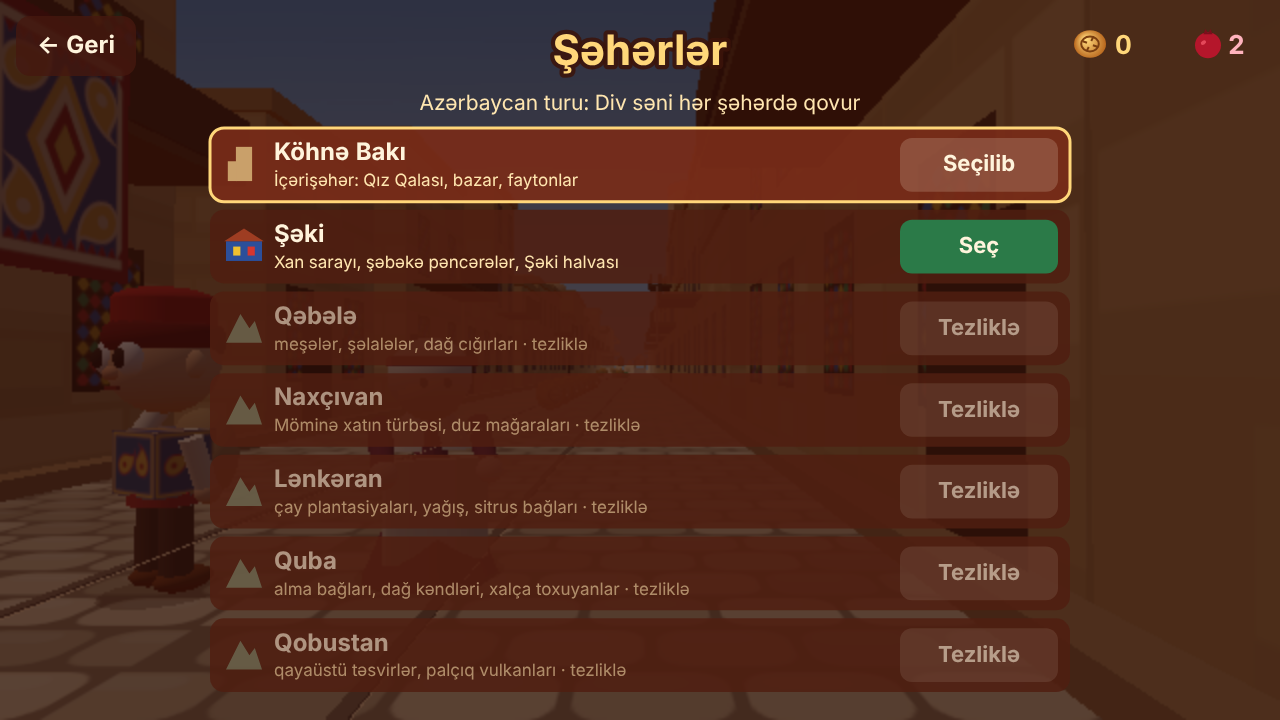 ← Geri
Şəhərlər
0
2
Azərbaycan turu: Div səni hər şəhərdə qovur
Köhnə Bakı
İçərişəhər: Qız Qalası, bazar, faytonlar
Seçilib
Şəki
Xan sarayı, şəbəkə pəncərələr, Şəki halvası
Seç
Qəbələ
meşələr, şəlalələr, dağ cığırları · tezliklə
Tezliklə
Naxçıvan
Möminə xatın türbəsi, duz mağaraları · tezliklə
Tezliklə
Lənkəran
çay plantasiyaları, yağış, sitrus bağları · tezliklə
Tezliklə
Quba
alma bağları, dağ kəndləri, xalça toxuyanlar · tezliklə
Tezliklə
Qobustan
qayaüstü təsvirlər, palçıq vulkanları · tezliklə
Tezliklə